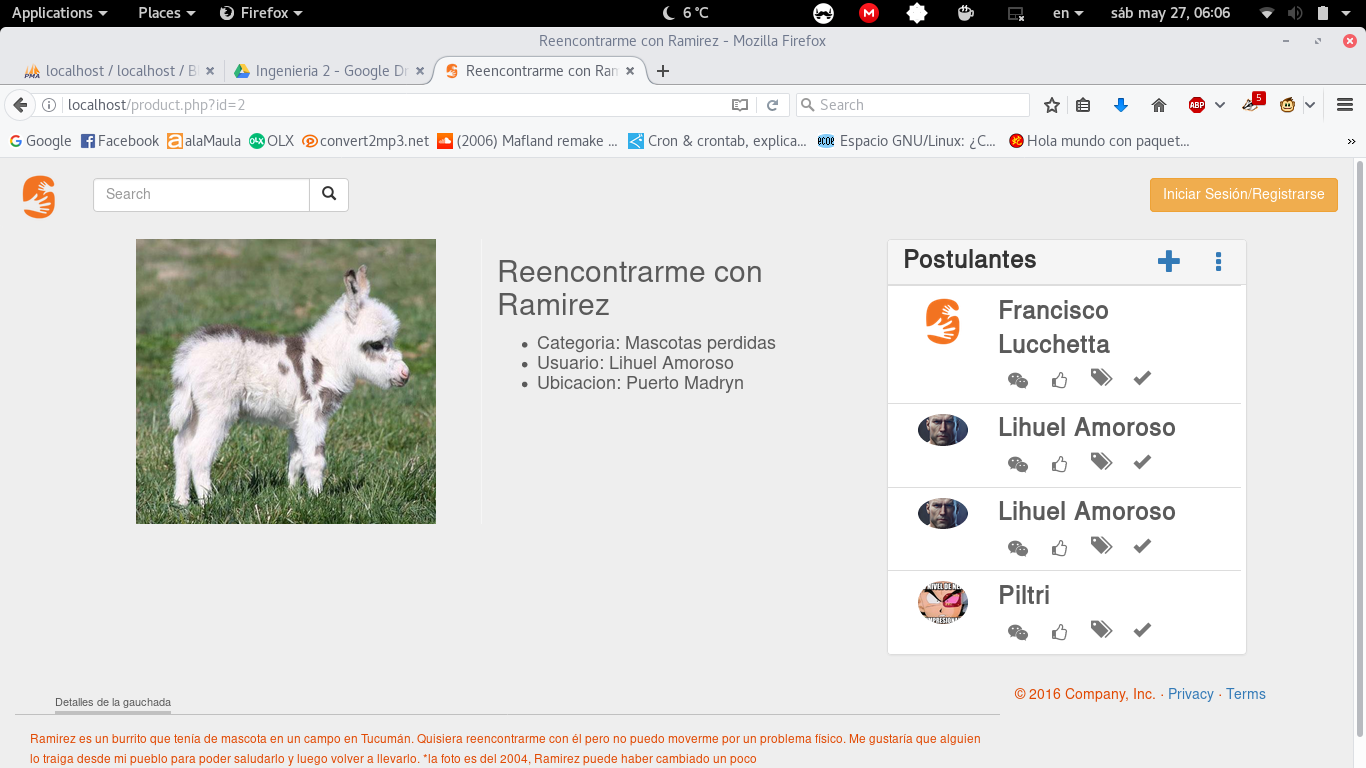 Applications Places Firefox 6 °C en sáb may 27, 06:06
Reencontrarme con Ramirez - Mozilla Firefox
localhost / localhost / B Ingenieria 2 - Google Dr Reencontrarme con Ram
localhost/product.php?id=2 Search ABP 5
Google Facebook alaMaula OLX convert2mp3.net (2006) Mafland remake ... Cron & crontab, explica... Espacio GNU/Linux: ¿C... Hola mundo con paquet... »
Search Iniciar Sesión/Registrarse
Reencontrarme con
Ramirez
Categoria: Mascotas perdidas
Usuario: Lihuel Amoroso
Ubicacion: Puerto Madryn
Postulantes
Francisco
Lucchetta
Lihuel Amoroso
Lihuel Amoroso
Piltri
© 2016 Company, Inc. · Privacy · Terms
Detalles de la gauchada
Ramirez es un burrito que tenía de mascota en un campo en Tucumán. Quisiera reencontrarme con él pero no puedo moverme por un problema físico. Me gustaría que alguien
lo traiga desde mi pueblo para poder saludarlo y luego volver a llevarlo. *la foto es del 2004, Ramirez puede haber cambiado un poco